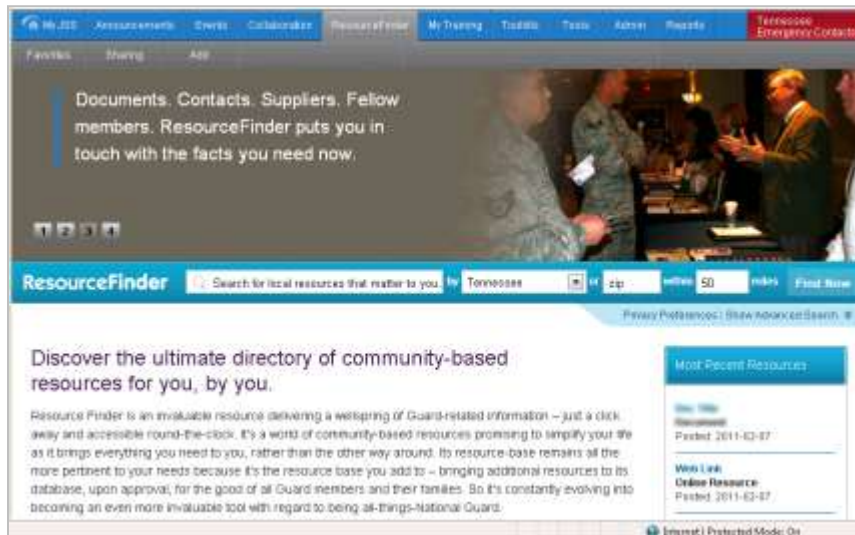 My JSS Announcements Events Collaboration ResourceFinder My Training Toolkits Tools Admin Reports
Tennessee
Emergency Contacts
Favorites Sharing Add
Documents. Contacts. Suppliers. Fellow
members. ResourceFinder puts you in
touch with the facts you need now.
1 2 3 4
ResourceFinder Search for local resources that matter to you. by Tennessee or zip within 50 miles Find Now
Privacy Preferences | Show Advanced Search
Discover the ultimate directory of community-based
resources for you, by you.
Resource Finder is an invaluable resource delivering a wellspring of Guard-related information – just a click
away and accessible round-the-clock. It's a world of community-based resources promising to simplify your life
as it brings everything you need to you, rather than the other way around. Its resource-base remains all the
more pertinent to your needs because it's the resource base you add to – bringing additional resources to its
database, upon approval, for the good of all Guard members and their families. So it's constantly evolving into
becoming an even more invaluable tool with regard to being all-things-National Guard.
Most Recent Resources
Posted: 2011-02-07
Web Link
Online Resource
Posted: 2011-02-07
Internet | Protected Mode: On